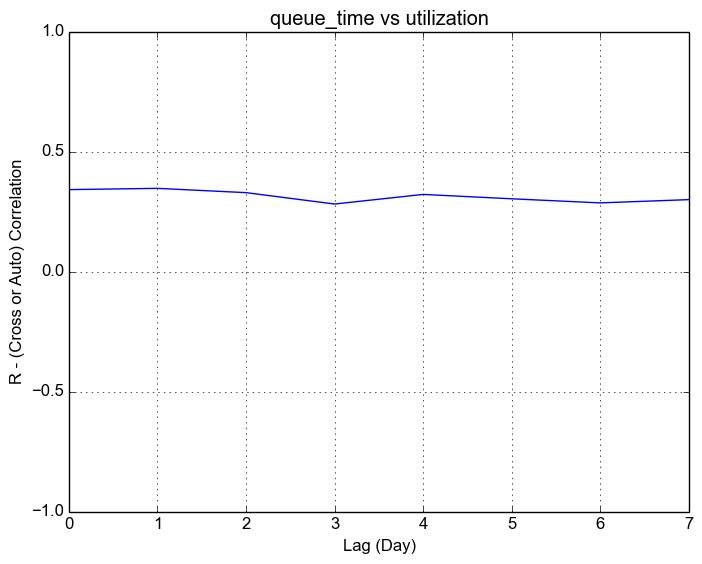 queue_time vs utilization
1.0
0.5
0.0
−0.5
−1.0
R - (Cross or Auto) Correlation
0 1 2 3 4 5 6 7
Lag (Day)